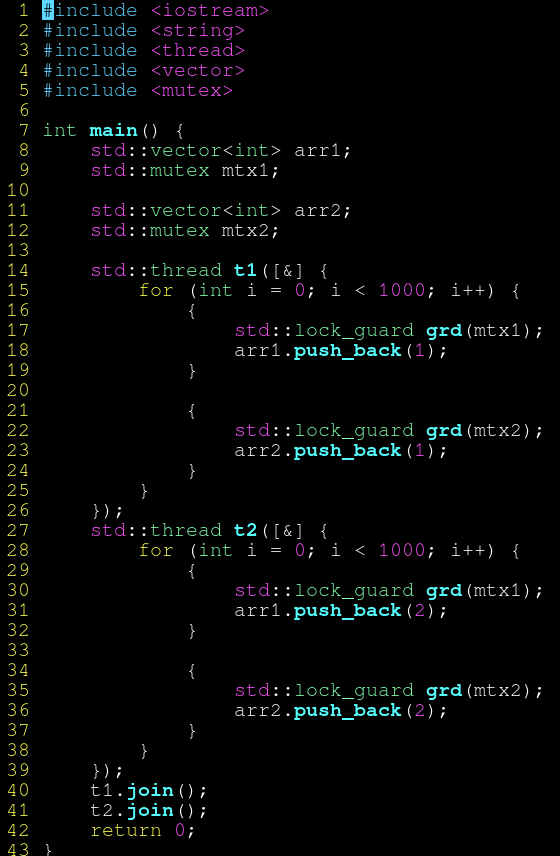 1 #include <iostream>
2 #include <string>
3 #include <thread>
4 #include <vector>
5 #include <mutex>
6
7 int main() {
8     std::vector<int> arr1;
9     std::mutex mtx1;
10
11     std::vector<int> arr2;
12     std::mutex mtx2;
13
14     std::thread t1([&] {
15         for (int i = 0; i < 1000; i++) {
16             {
17                 std::lock_guard grd(mtx1);
18                 arr1.push_back(1);
19             }
20
21             {
22                 std::lock_guard grd(mtx2);
23                 arr2.push_back(1);
24             }
25         }
26     });
27     std::thread t2([&] {
28         for (int i = 0; i < 1000; i++) {
29             {
30                 std::lock_guard grd(mtx1);
31                 arr1.push_back(2);
32             }
33
34             {
35                 std::lock_guard grd(mtx2);
36                 arr2.push_back(2);
37             }
38         }
39     });
40     t1.join();
41     t2.join();
42     return 0;
43 }